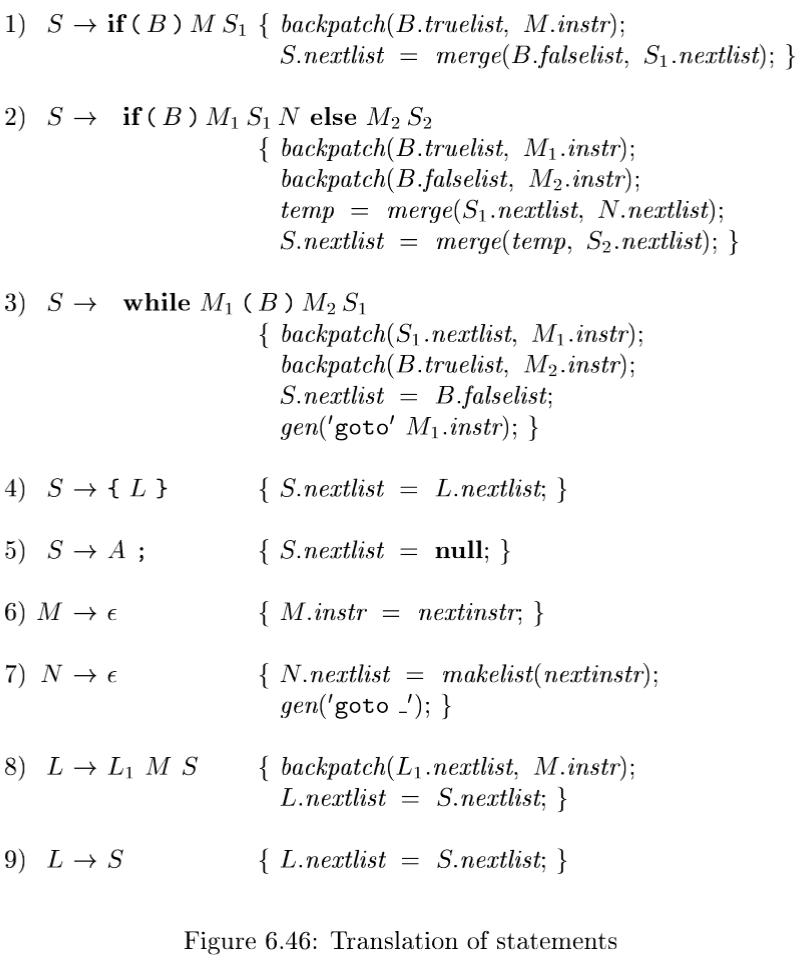 1) S → if ( B ) M S₁ { backpatch(B.truelist, M.instr);
S.nextlist = merge(B.falselist, S₁.nextlist); }
2) S → if ( B ) M₁ S₁ N else M₂ S₂
{ backpatch(B.truelist, M₁.instr);
backpatch(B.falselist, M₂.instr);
temp = merge(S₁.nextlist, N.nextlist);
S.nextlist = merge(temp, S₂.nextlist); }
3) S → while M₁ ( B ) M₂ S₁
{ backpatch(S₁.nextlist, M₁.instr);
backpatch(B.truelist, M₂.instr);
S.nextlist = B.falselist;
gen('goto' M₁.instr); }
4) S → { L } { S.nextlist = L.nextlist; }
5) S → A ; { S.nextlist = null; }
6) M → ϵ { M.instr = nextinstr; }
7) N → ϵ { N.nextlist = makelist(nextinstr);
gen('goto _'); }
8) L → L₁ M S { backpatch(L₁.nextlist, M.instr);
L.nextlist = S.nextlist; }
9) L → S { L.nextlist = S.nextlist; }
Figure 6.46: Translation of statements